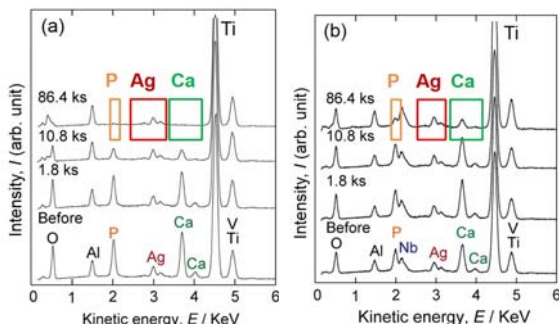 (a)
Ti
P
Ag
Ca
86.4 ks
10.8 ks
1.8 ks
Before
O
Al
P
Ag
Ca
Ca
V
Ti
Intensity, I (arb. unit)
0 1 2 3 4 5 6
Kinetic energy, E / KeV
(b)
Ti
P
Ag
Ca
86.4 ks
10.8 ks
1.8 ks
Before
O
Al
P
Nb
Ag
Ca
Ca
V
Ti
Intensity, I (arb. unit)
0 1 2 3 4 5 6
Kinetic energy, E / KeV